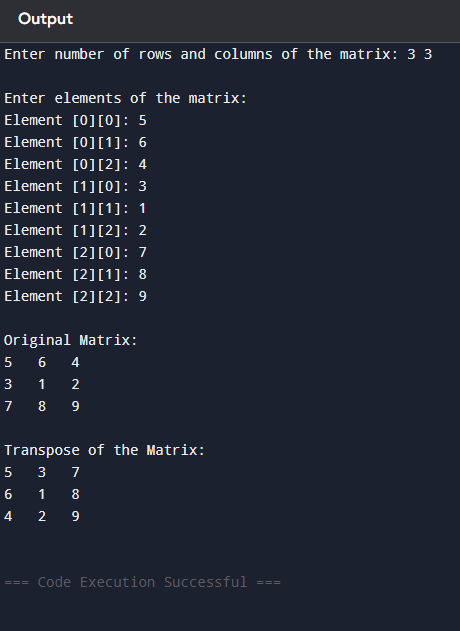 Output
Enter number of rows and columns of the matrix: 3 3
Enter elements of the matrix:
Element [0][0]: 5
Element [0][1]: 6
Element [0][2]: 4
Element [1][0]: 3
Element [1][1]: 1
Element [1][2]: 2
Element [2][0]: 7
Element [2][1]: 8
Element [2][2]: 9
Original Matrix:
5 6 4
3 1 2
7 8 9
Transpose of the Matrix:
5 3 7
6 1 8
4 2 9
=== Code Execution Successful ===